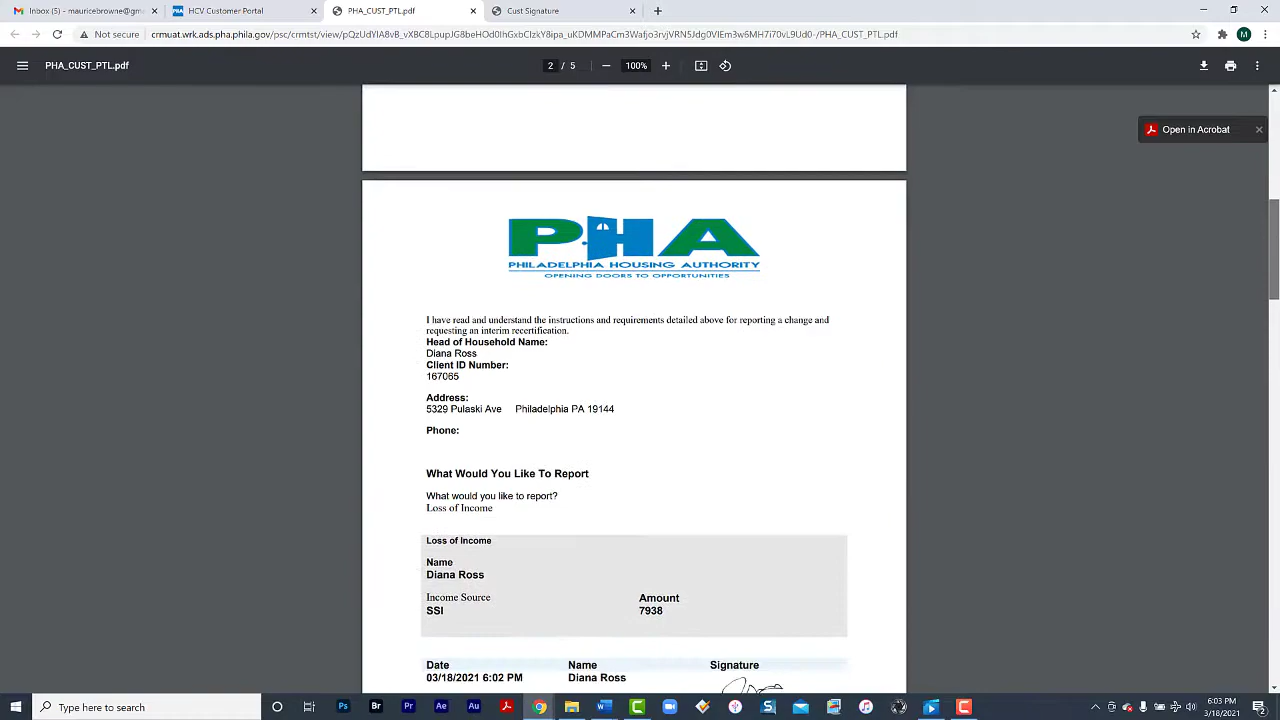 Inbox (5) - mauricebrowne@gm
HCV Customer Portal
PHA_CUST_PTL.pdf
Cust Signature
Not secure
PHA_CUST_PTL.pdf
2 / 5
100%
Open in Acrobat
PHA
PHILADELPHIA HOUSING AUTHORITY
OPENING DOORS TO OPPORTUNITIES
I have read and understand the instructions and requirements detailed above for reporting a change and
requesting an interim recertification.
Head of Household Name:
Diana Ross
Client ID Number:
167065
Address:
5329 Pulaski Ave Philadelphia PA 19144
Phone:
What Would You Like To Report
What would you like to report?
Loss of Income
Loss of Income
Name
Diana Ross
Income Source Amount
SSI 7938
Date Name Signature
03/18/2021 6:02 PM Diana Ross
Type here to search
6:03 PM
3/18/2021